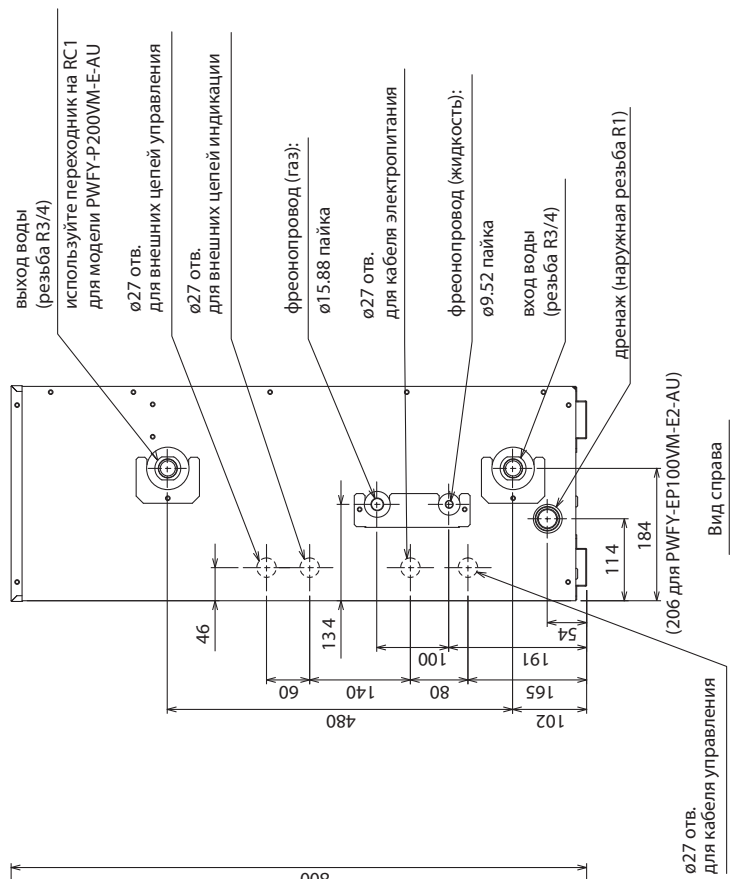 выход воды
(резьба R3/4)
используйте переходник на RC1
для модели PWFY-P200VM-E-AU
ø27 отв.
для внешних цепей управления
ø27 отв.
для внешних цепей индикации
фреонопровод (газ):
ø15.88 пайка
ø27 отв.
для кабеля электропитания
фреонопровод (жидкость):
ø9.52 пайка
вход воды
(резьба R3/4)
дренаж (наружная резьба R1)
46
134
114
184
(206 для PWFY-EP100VM-E2-AU)
54
100
191
60
140
80
165
480
102
800
ø27 отв.
для кабеля управления
Вид справа